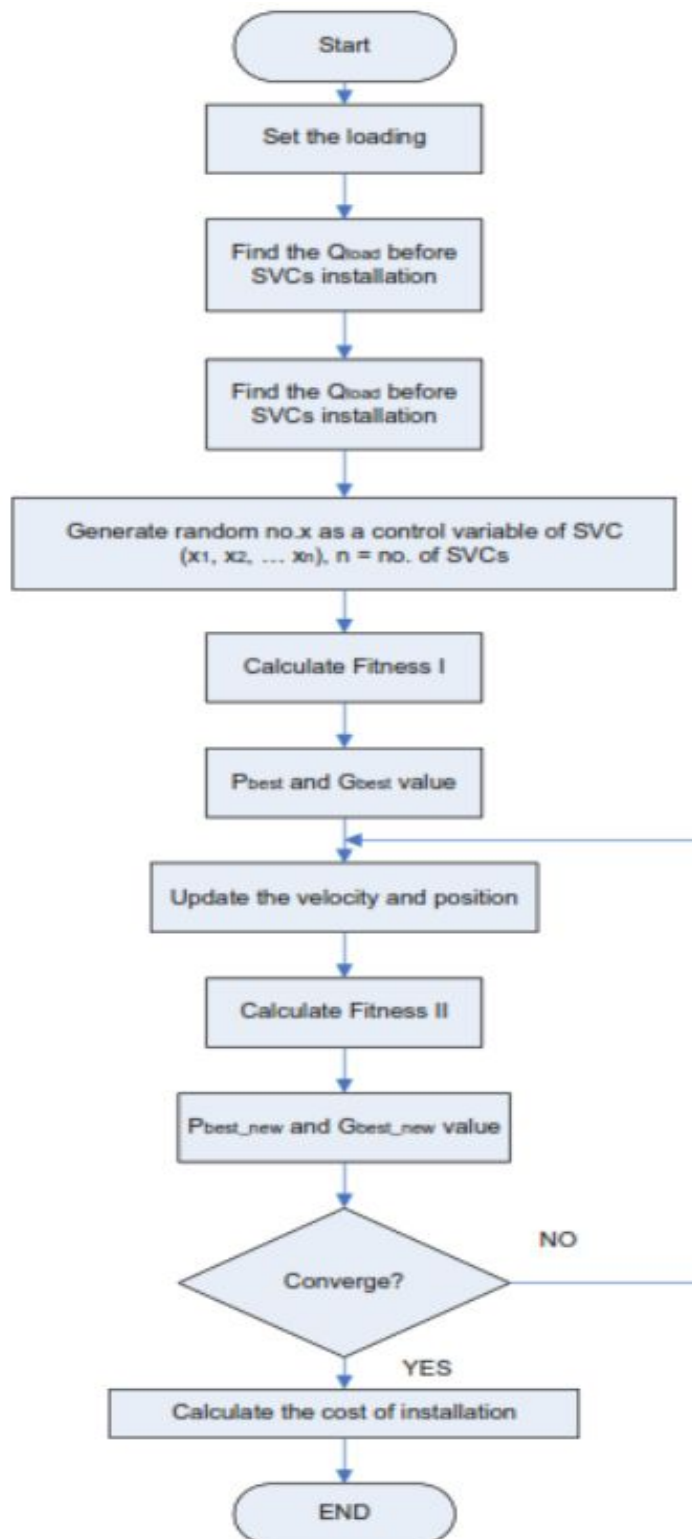 Start
Set the loading
Find the Qload before
SVCs installation
Find the Qload before
SVCs installation
Generate random no.x as a control variable of SVC
(x1, x2, ... xn), n = no. of SVCs
Calculate Fitness I
Pbest and Gbest value
Update the velocity and position
Calculate Fitness II
Pbest_new and Gbest_new value
Converge?
NO
YES
Calculate the cost of installation
END